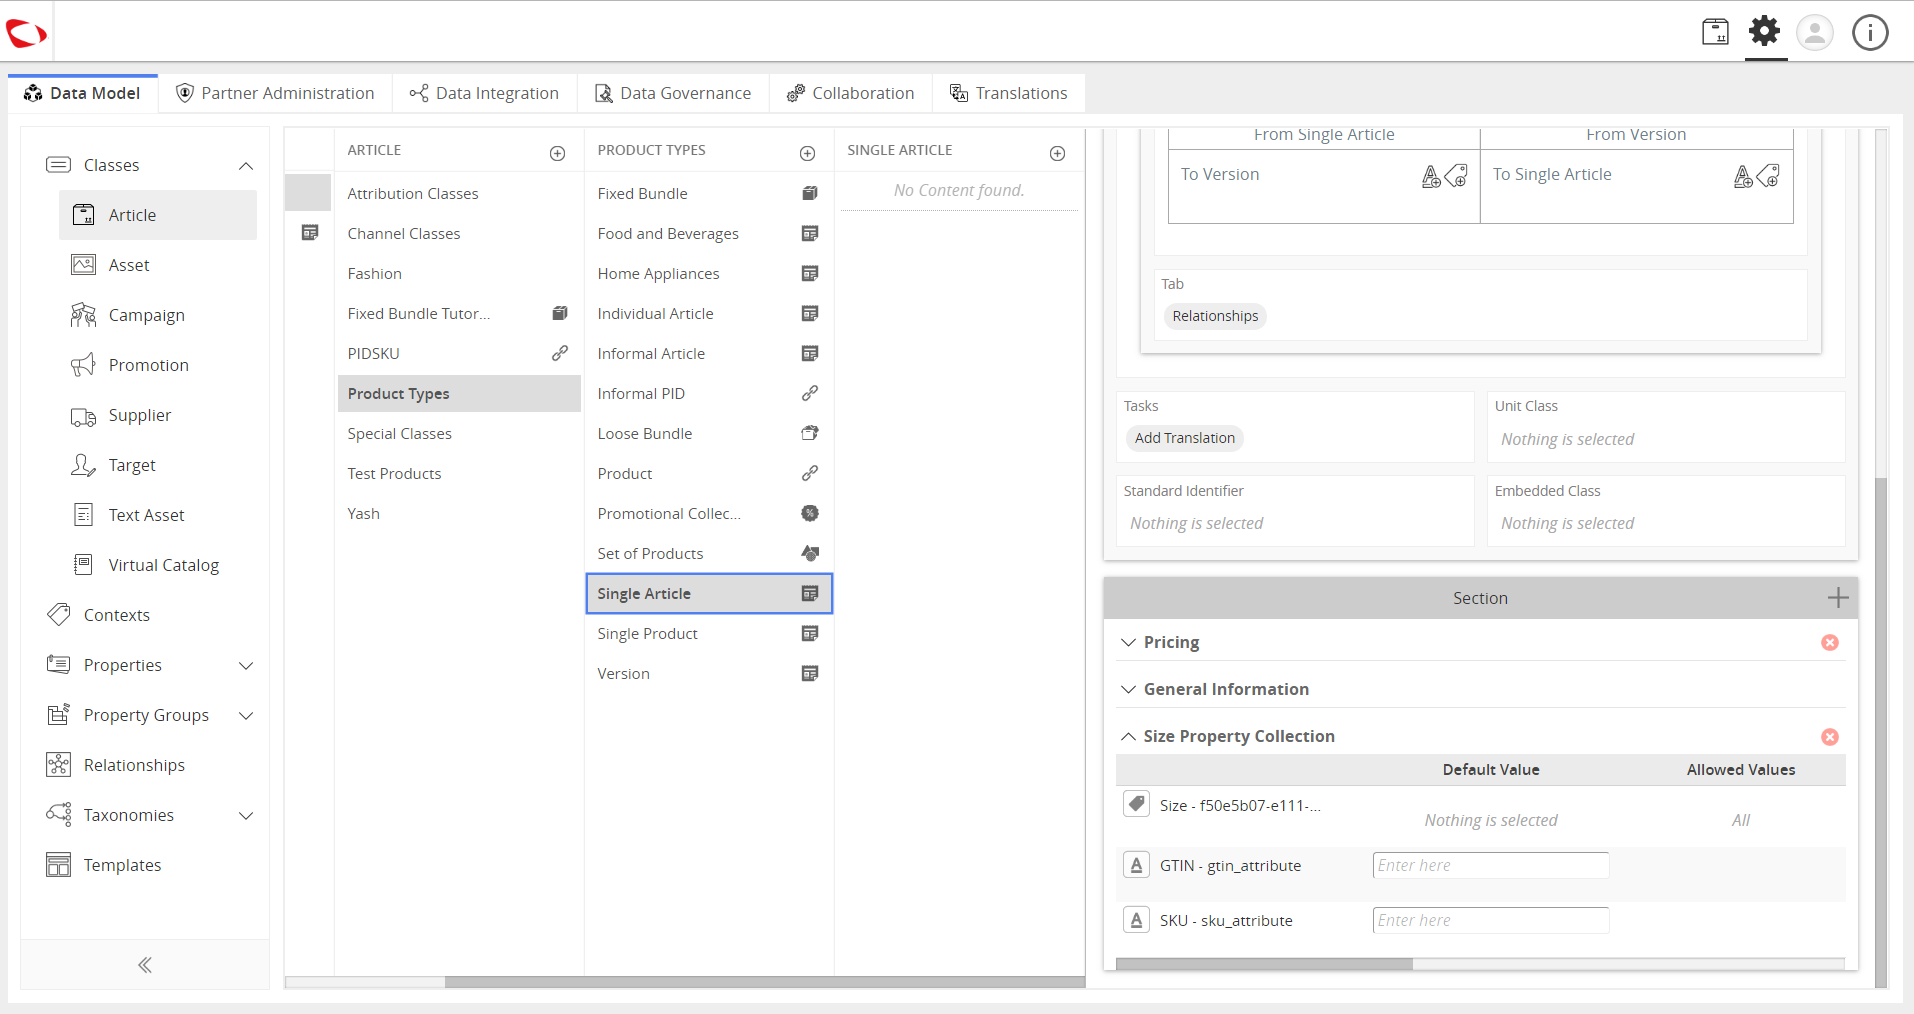 Data Model
Partner Administration
Data Integration
Data Governance
Collaboration
Translations
Classes
Article
Asset
Campaign
Promotion
Supplier
Target
Text Asset
Virtual Catalog
Contexts
Properties
Property Groups
Relationships
Taxonomies
Templates
ARTICLE
Attribution Classes
Channel Classes
Fashion
Fixed Bundle Tutor...
PIDSKU
Product Types
Special Classes
Test Products
Yash
PRODUCT TYPES
Fixed Bundle
Food and Beverages
Home Appliances
Individual Article
Informal Article
Informal PID
Loose Bundle
Product
Promotional Collec...
Set of Products
Single Article
Single Product
Version
SINGLE ARTICLE
No Content found.
From Single Article
From Version
To Version
To Single Article
Tab
Relationships
Tasks
Add Translation
Unit Class
Nothing is selected
Standard Identifier
Nothing is selected
Embedded Class
Nothing is selected
Section
Pricing
General Information
Size Property Collection
Default Value
Allowed Values
Size - f50e5b07-e111-...
Nothing is selected
All
GTIN - gtin_attribute
Enter here
SKU - sku_attribute
Enter here